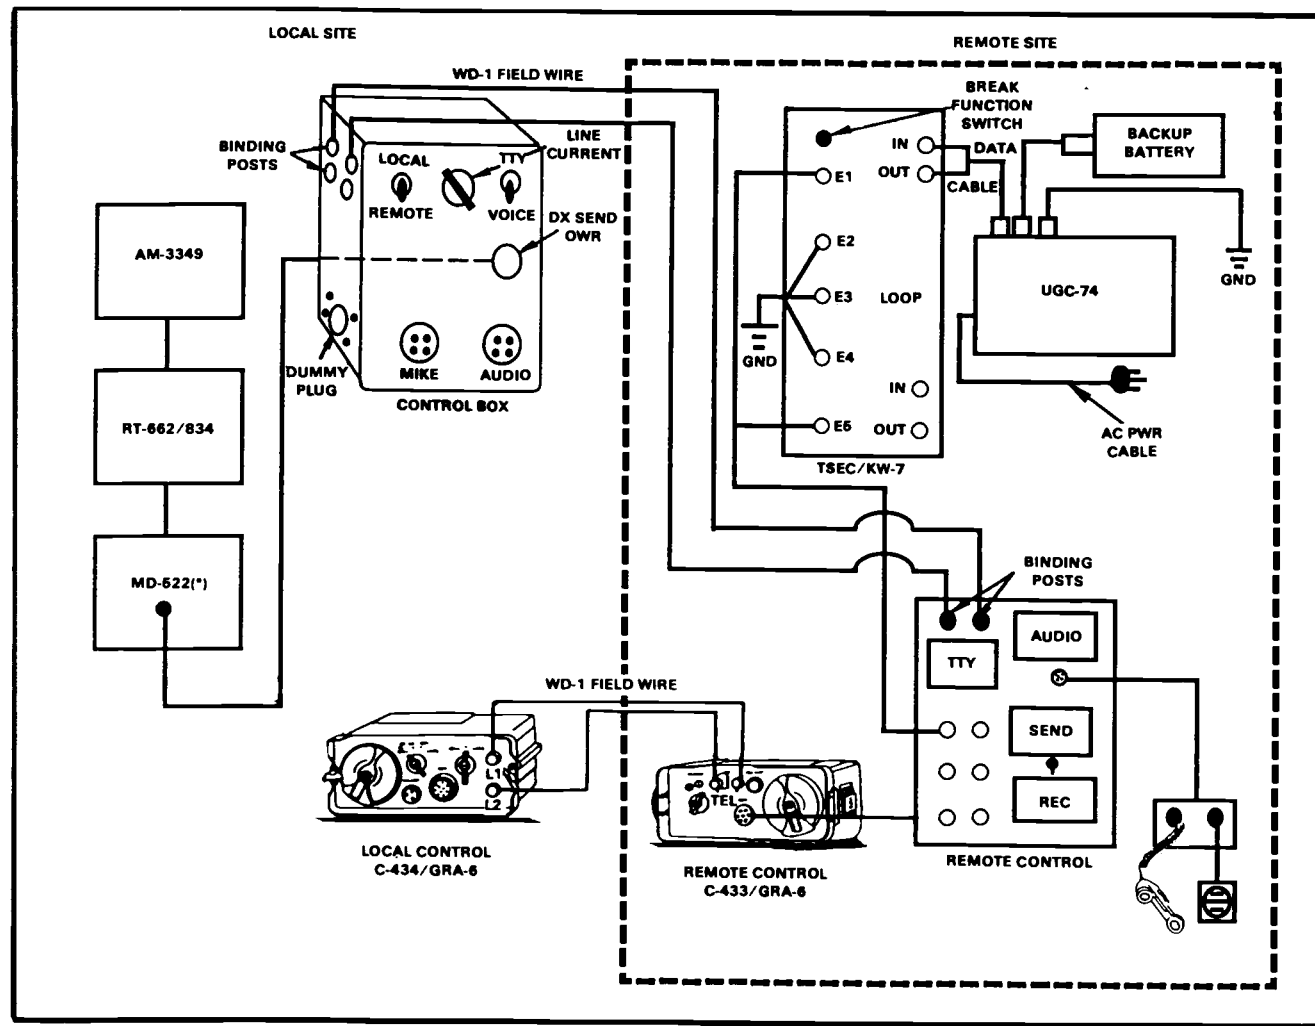 LOCAL SITE
REMOTE SITE
WD-1 FIELD WIRE
BINDING
POSTS
LOCAL
REMOTE
TTY
VOICE
LINE
CURRENT
DX SEND
OWR
MIKE
AUDIO
DUMMY
PLUG
CONTROL BOX
AM-3349
RT-662/834
MD-522(*)
BREAK
FUNCTION
SWITCH
IN
OUT
DATA
CABLE
E1
E2
E3
E4
E5
LOOP
IN
OUT
GND
TSEC/KW-7
BACKUP
BATTERY
UGC-74
GND
AC PWR
CABLE
BINDING
POSTS
TTY
AUDIO
SEND
REC
REMOTE CONTROL
WD-1 FIELD WIRE
L1
L2
LOCAL CONTROL
C-434/GRA-6
TEL
REMOTE CONTROL
C-433/GRA-6